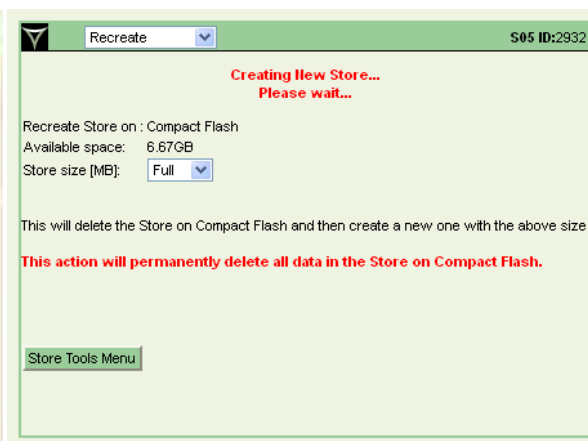 Recreate
S05 ID:2932
Creating New Store...
Please wait...
Recreate Store on : Compact Flash
Available space: 6.67GB
Store size [MB]: Full
This will delete the Store on Compact Flash and then create a new one with the above size
This action will permanently delete all data in the Store on Compact Flash.
Store Tools Menu